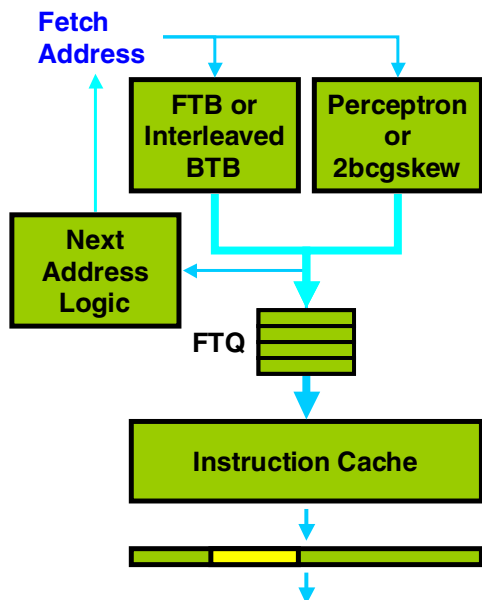 Fetch
Address
FTB or
Interleaved
BTB
Perceptron
or
2bcgskew
Next
Address
Logic
FTQ
Instruction Cache